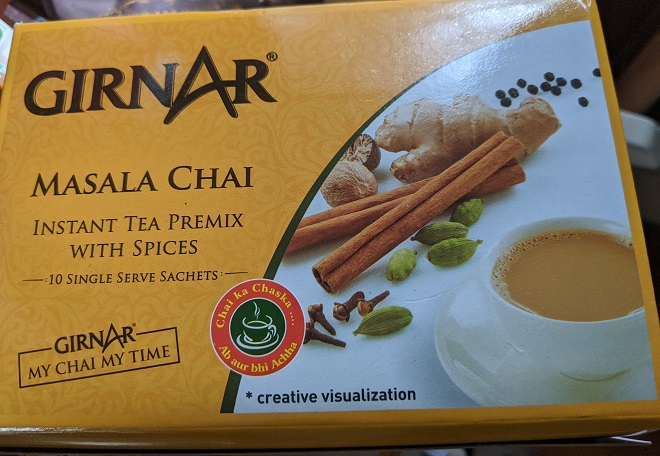 GIRNAR®
MASALA CHAI
INSTANT TEA PREMIX
WITH SPICES
10 SINGLE SERVE SACHETS
GIRNAR®
MY CHAI MY TIME
Chai ka Chaska ...
Ab aur bhi Achha
* creative visualization